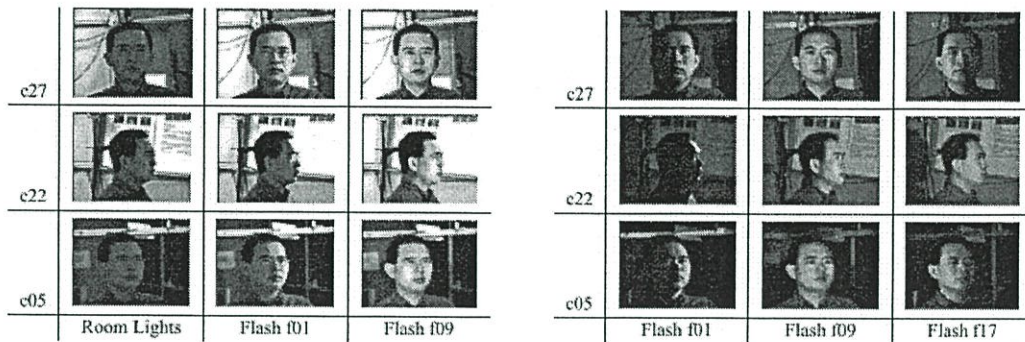 c27
c27
c22
c22
c05
c05
Room Lights Flash f01 Flash f09
Flash f01 Flash f09 Flash f17